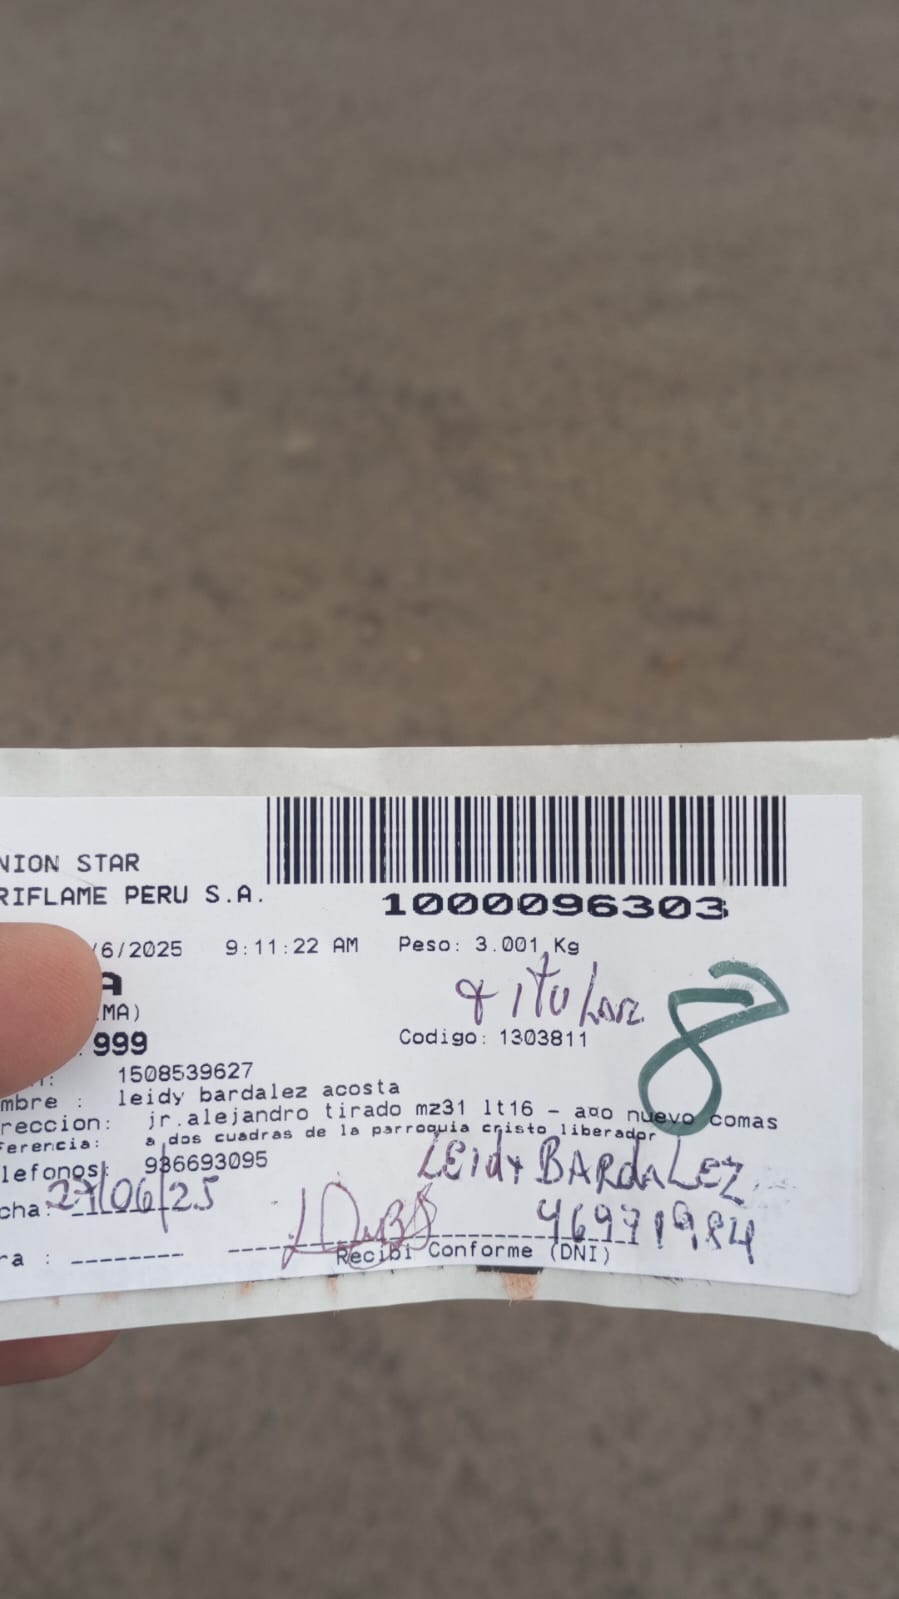 NION STAR
RIFLAME PERU S.A.
1000096303
/6/2025 9:11:22 AM Peso: 3.001 Kg
A
titular
MA)
999
Codigo: 1303811
8
1508539627
mbre : leidy bardalez acosta
reccion: jr.alejandro tirado mz31 lt16 - a¤o nuevo comas
ferencia: a dos cuadras de la parroquia cristo liberador
lefonos: 936693095
LEidy BARdaLEZ
cha: 27/06/25
46971984
ra :
Recibi Conforme (DNI)